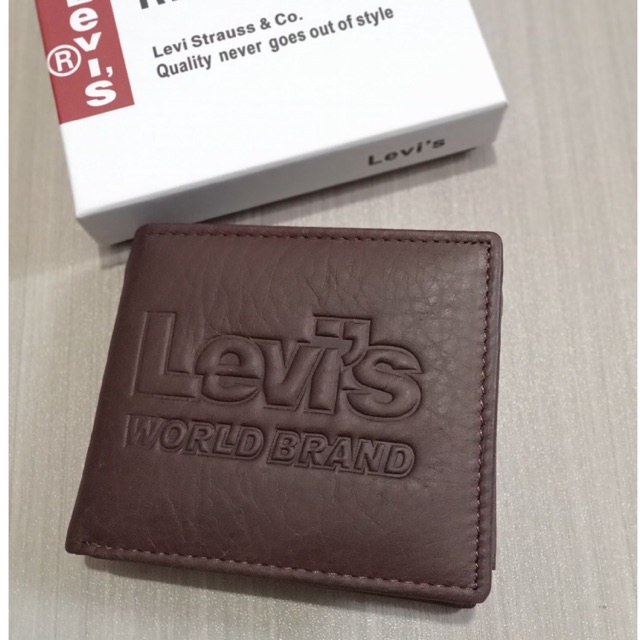 Levi's
®
Levi Strauss & Co.
Quality never goes out of style
Levi's
Levi's
WORLD BRAND